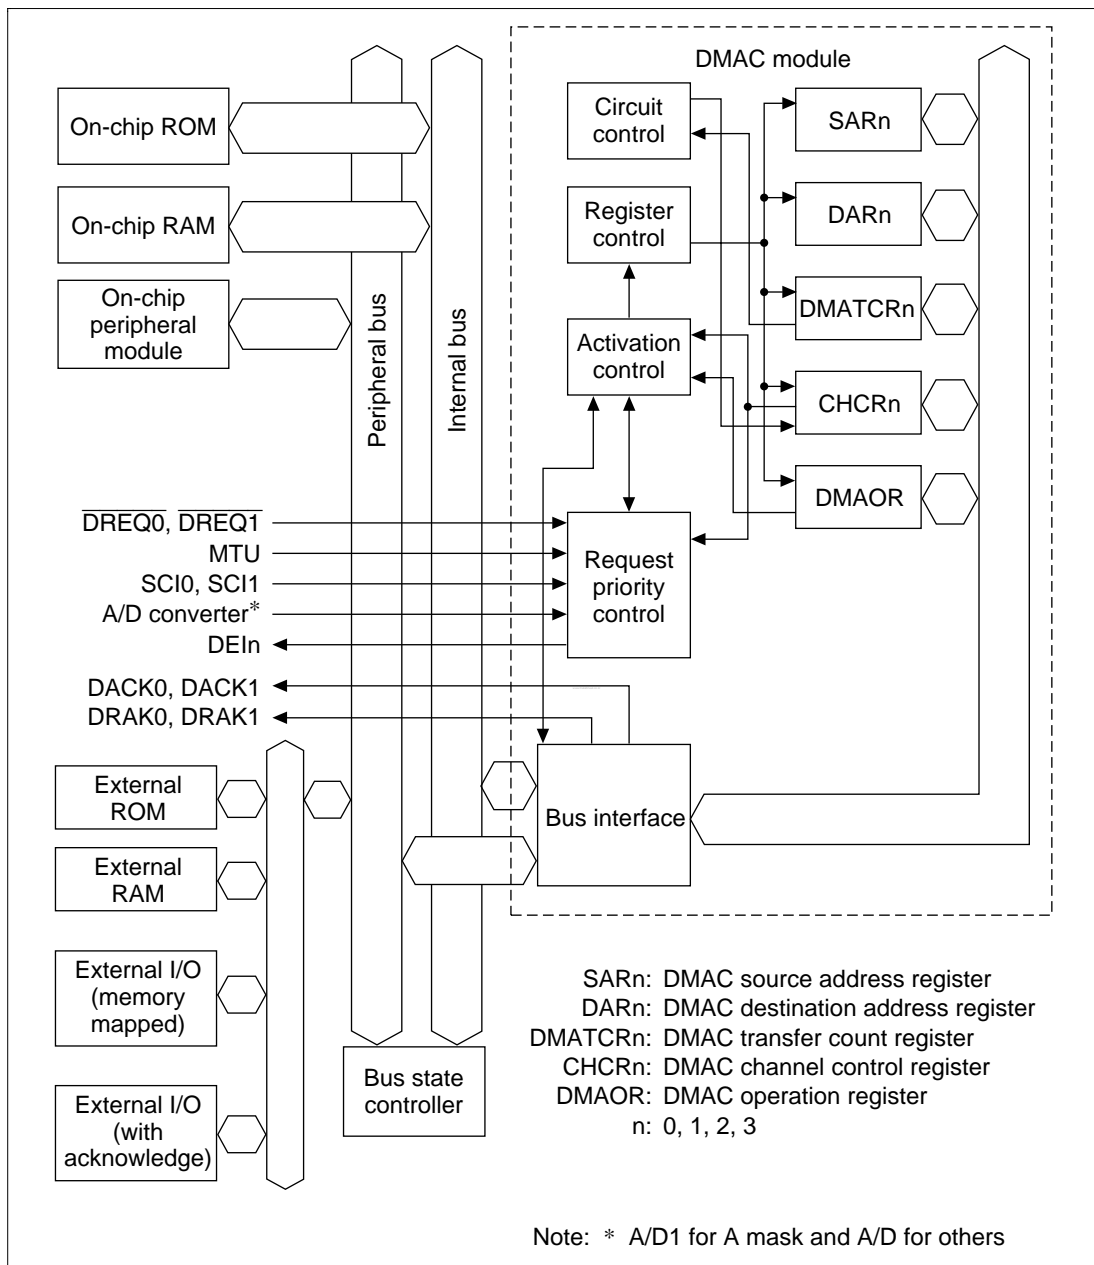 DMAC module
On-chip ROM
Circuit
control
SARn
On-chip RAM
Register
control
DARn
On-chip
peripheral
module
Peripheral bus
Internal bus
Activation
control
DMATCRn
CHCRn
DMAOR
DREQ0, DREQ1
MTU
SCI0, SCI1
A/D converter*
DEIn
Request
priority
control
DACK0, DACK1
DRAK0, DRAK1
External
ROM
Bus interface
External
RAM
External I/O
(memory
mapped)
External I/O
(with
acknowledge)
Bus state
controller
SARn: DMAC source address register
DARn: DMAC destination address register
DMATCRn: DMAC transfer count register
CHCRn: DMAC channel control register
DMAOR: DMAC operation register
n: 0, 1, 2, 3
Note: * A/D1 for A mask and A/D for others